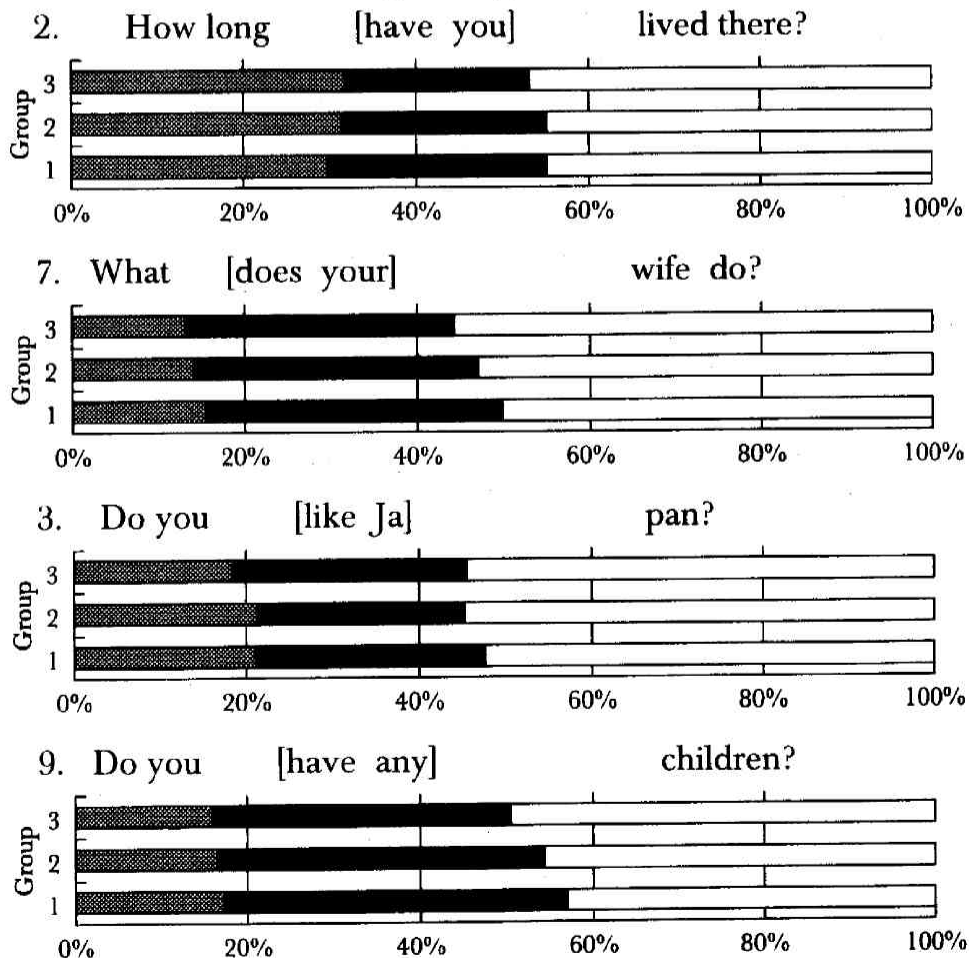 2. How long [have you] lived there?
Group
3
2
1
0% 20% 40% 60% 80% 100%
7. What [does your] wife do?
Group
3
2
1
0% 20% 40% 60% 80% 100%
3. Do you [like Ja] pan?
Group
3
2
1
0% 20% 40% 60% 80% 100%
9. Do you [have any] children?
Group
3
2
1
0% 20% 40% 60% 80% 100%